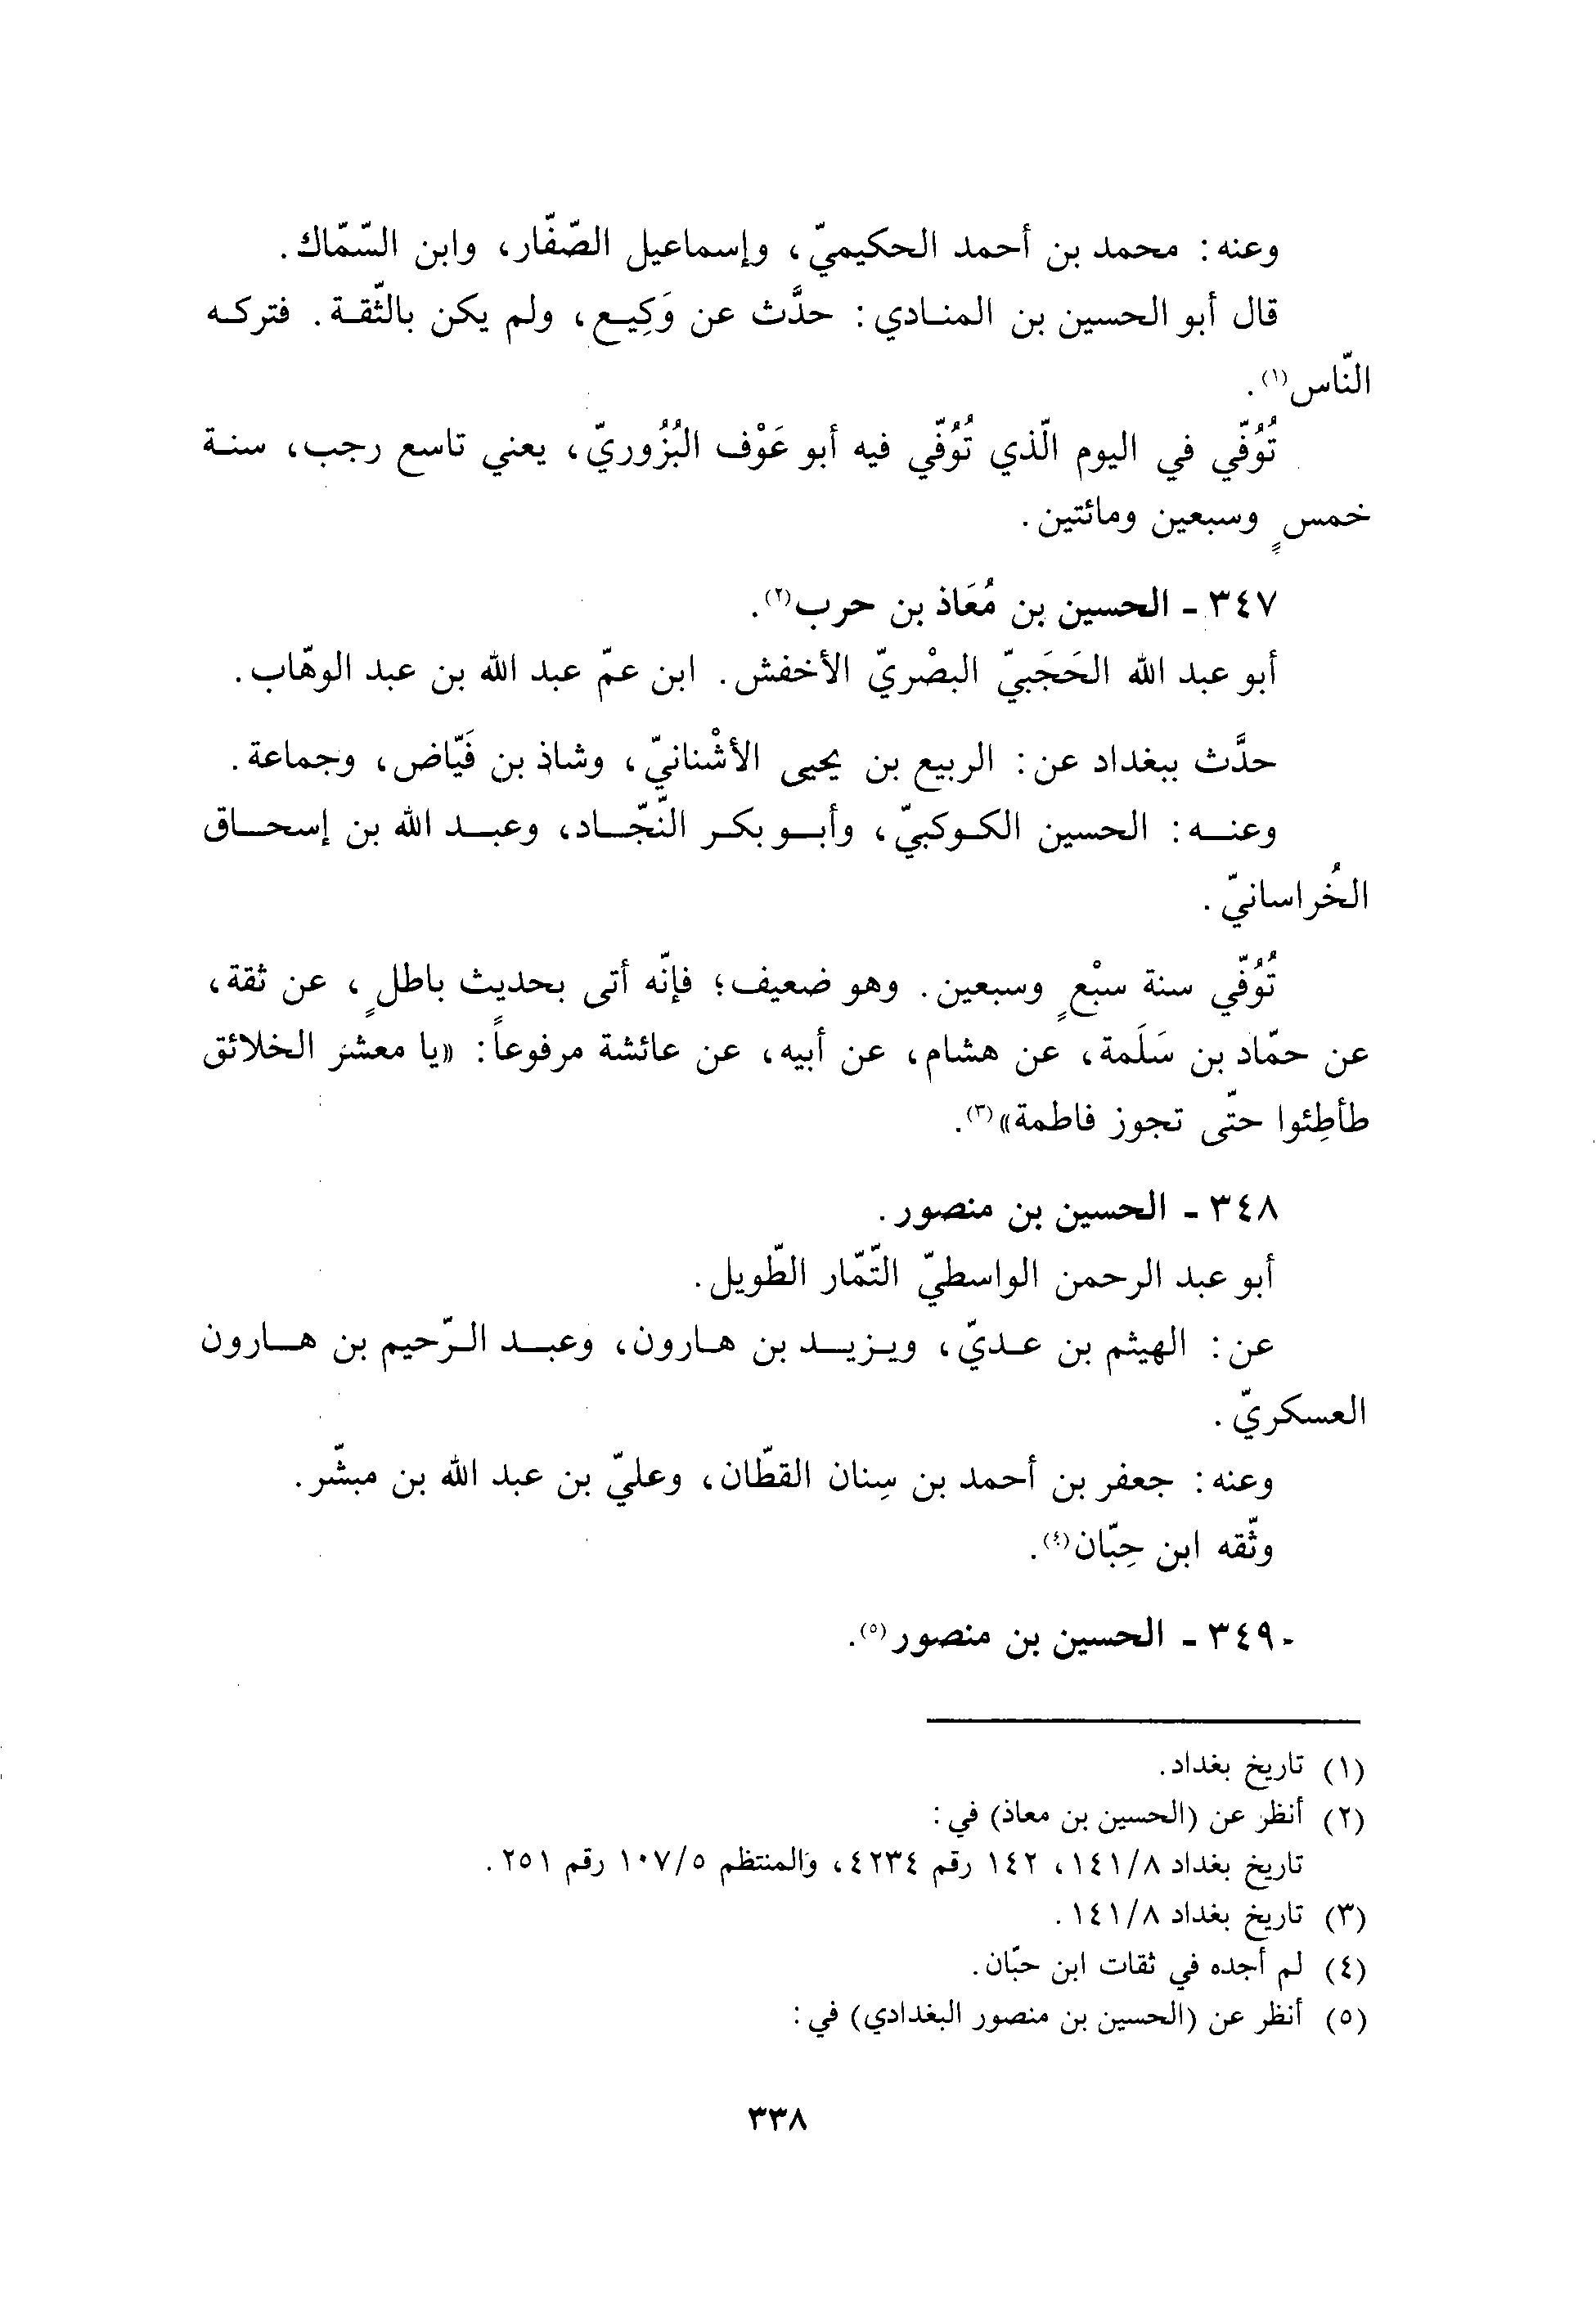 وعنه: محمد بن أحمد الحكيميّ، وإسماعيل الصّفّار، وابن السّمّاك.
قال أبو الحسين بن المنادي: حدَّث عن وَكِيع، ولم يكن بالثّقة. فتركه
النّاس(١).
تُوُفّي في اليوم الّذي تُوُفّي فيه أبو عَوْف البُزُوريّ، يعني تاسع رجب، سنة
خمسٍ وسبعين ومائتين.
٣٤٧ - الحسين بن مُعَاذ بن حرب(٢).
أبو عبد الله الحَجَبيّ البصْريّ الأخفش. ابن عمّ عبد الله بن عبد الوهّاب.
حدَّث ببغداد عن: الربيع بن يحيى الأشْنانيّ، وشاذ بن فَيّاض، وجماعة.
وعنه: الحسين الكوكبيّ، وأبو بكر النّجّاد، وعبد الله بن إسحاق
الخُراسانيّ.
تُوُفّي سنة سبْعٍ وسبعين. وهو ضعيف؛ فإنّه أتى بحديث باطلٍ، عن ثقة،
عن حمّاد بن سَلَمة، عن هشام، عن أبيه، عن عائشة مرفوعاً: «يا معشر الخلائق
طأطِئوا حتّى تجوز فاطمة»(٣).
٣٤٨ - الحسين بن منصور.
أبو عبد الرحمن الواسطيّ التّمّار الطّويل.
عن: الهيثم بن عديّ، ويزيد بن هارون، وعبد الرّحيم بن هارون
العسكريّ.
وعنه: جعفر بن أحمد بن سِنان القطّان، وعليّ بن عبد الله بن مبشّر.
وثّقه ابن حِبّان(٤).
٣٤٩ - الحسين بن منصور(٥).
(١) تاريخ بغداد.
(٢) أنظر عن (الحسين بن معاذ) في:
تاريخ بغداد ١٤١/٨، ١٤٢ رقم ٤٢٣٤، والمنتظم ١٠٧/٥ رقم ٢٥١.
(٣) تاريخ بغداد ١٤١/٨.
(٤) لم أجده في ثقات ابن حبّان.
(٥) أنظر عن (الحسين بن منصور البغدادي) في:
٣٣٨